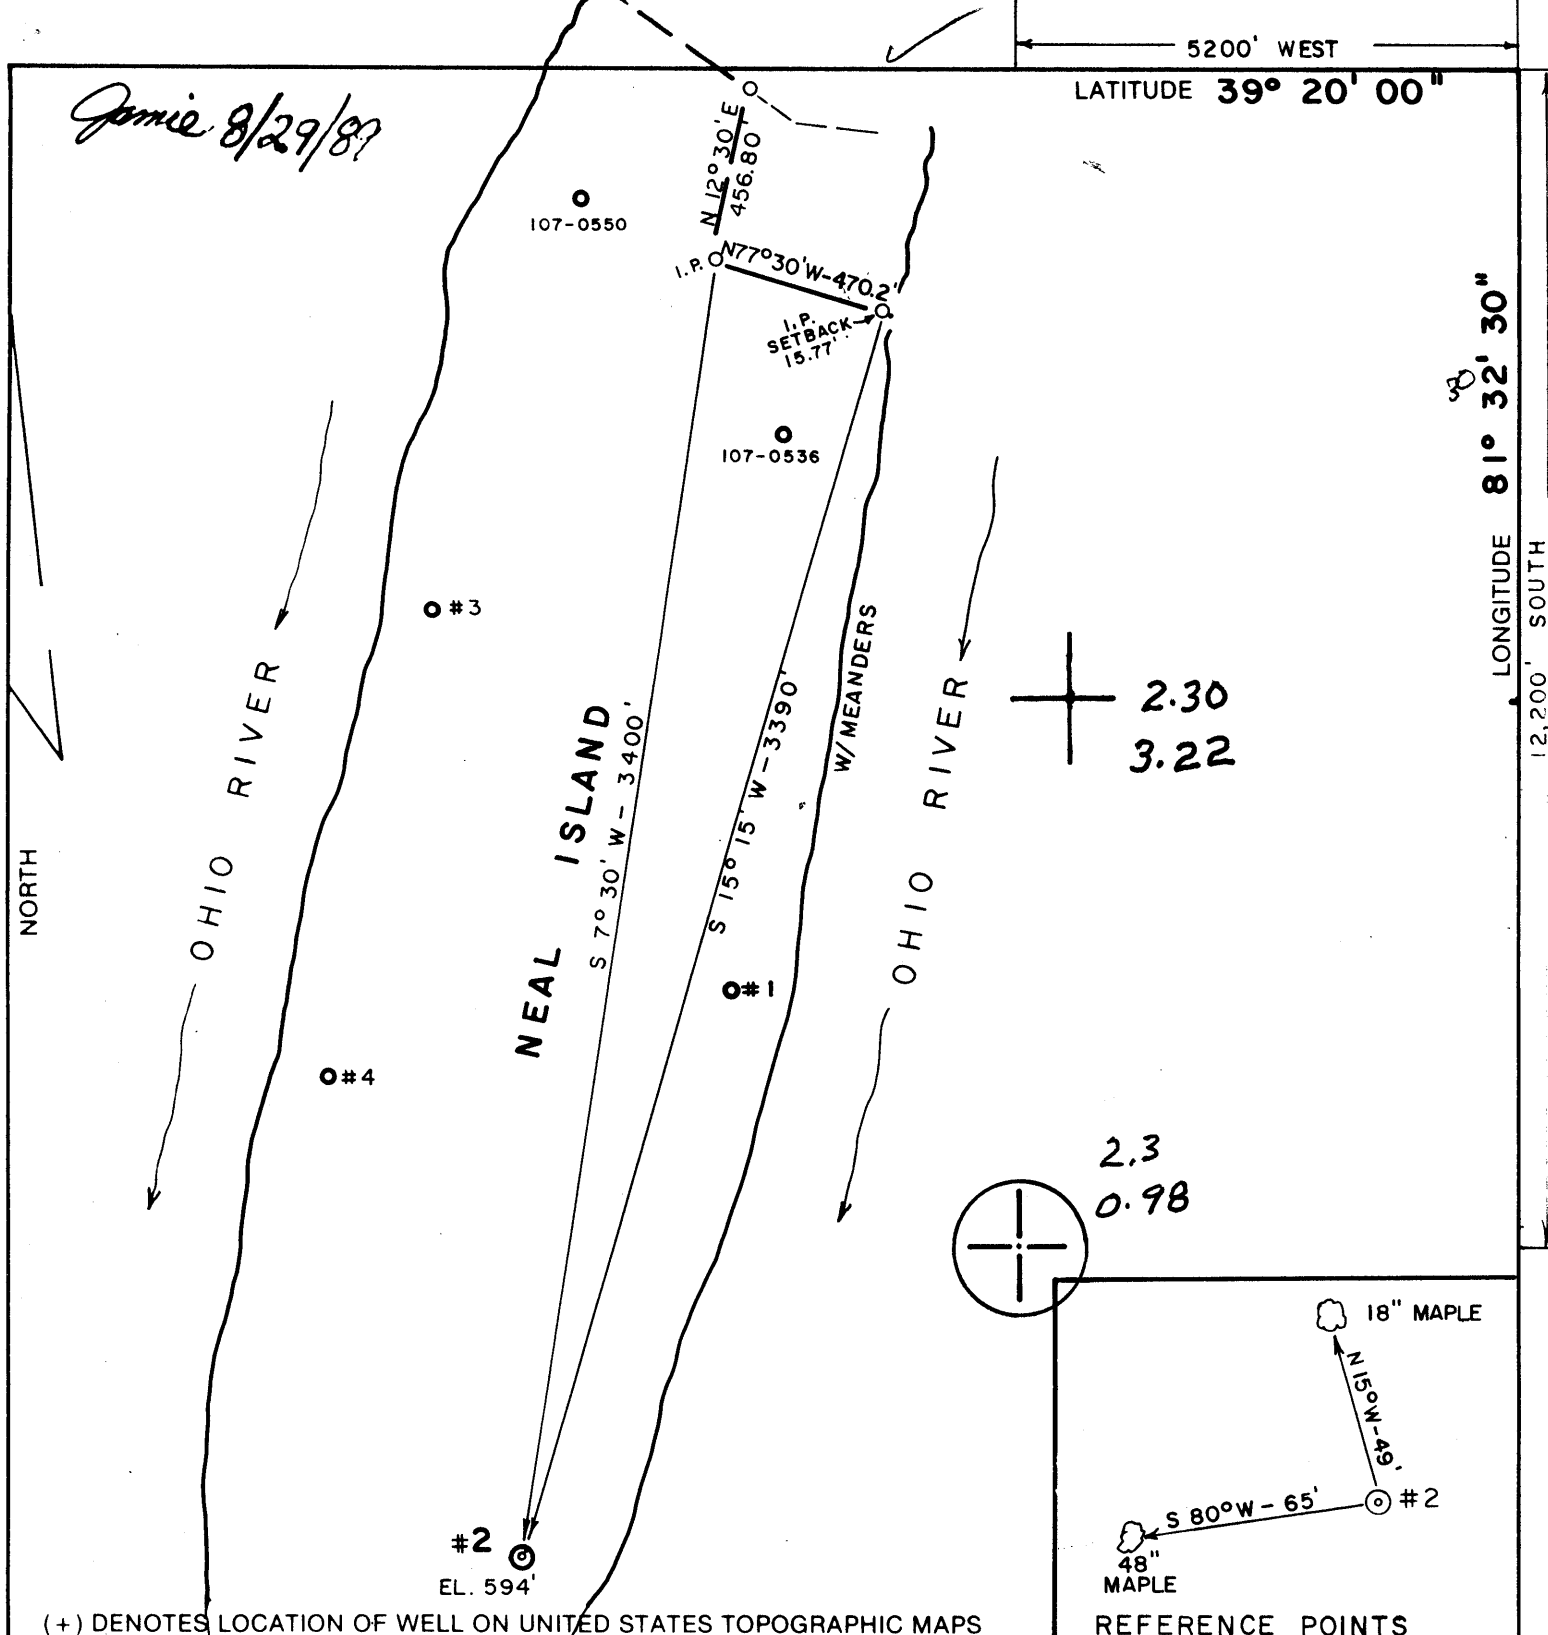 5200' WEST
LATITUDE 39° 20' 00"
Jamie 8/29/89
N 12° 30' E
456.80'
107-0550
I.P.
N77°30'W-470.2'
I.P.
SETBACK
15.77'
107-0536
LONGITUDE 81° 32' 30"
30
12,200' SOUTH
#3
OHIO RIVER
NEAL ISLAND
S 7° 30' W - 3400'
S 15° 15' W - 3390'
W/MEANDERS
OHIO RIVER
2.30
3.22
NORTH
#1
#4
2.3
0.98
18" MAPLE
N 15° W - 49'
#2
S 80° W - 65'
48"
MAPLE
#2
EL. 594'
(+) DENOTES LOCATION OF WELL ON UNITED STATES TOPOGRAPHIC MAPS
REFERENCE POINTS